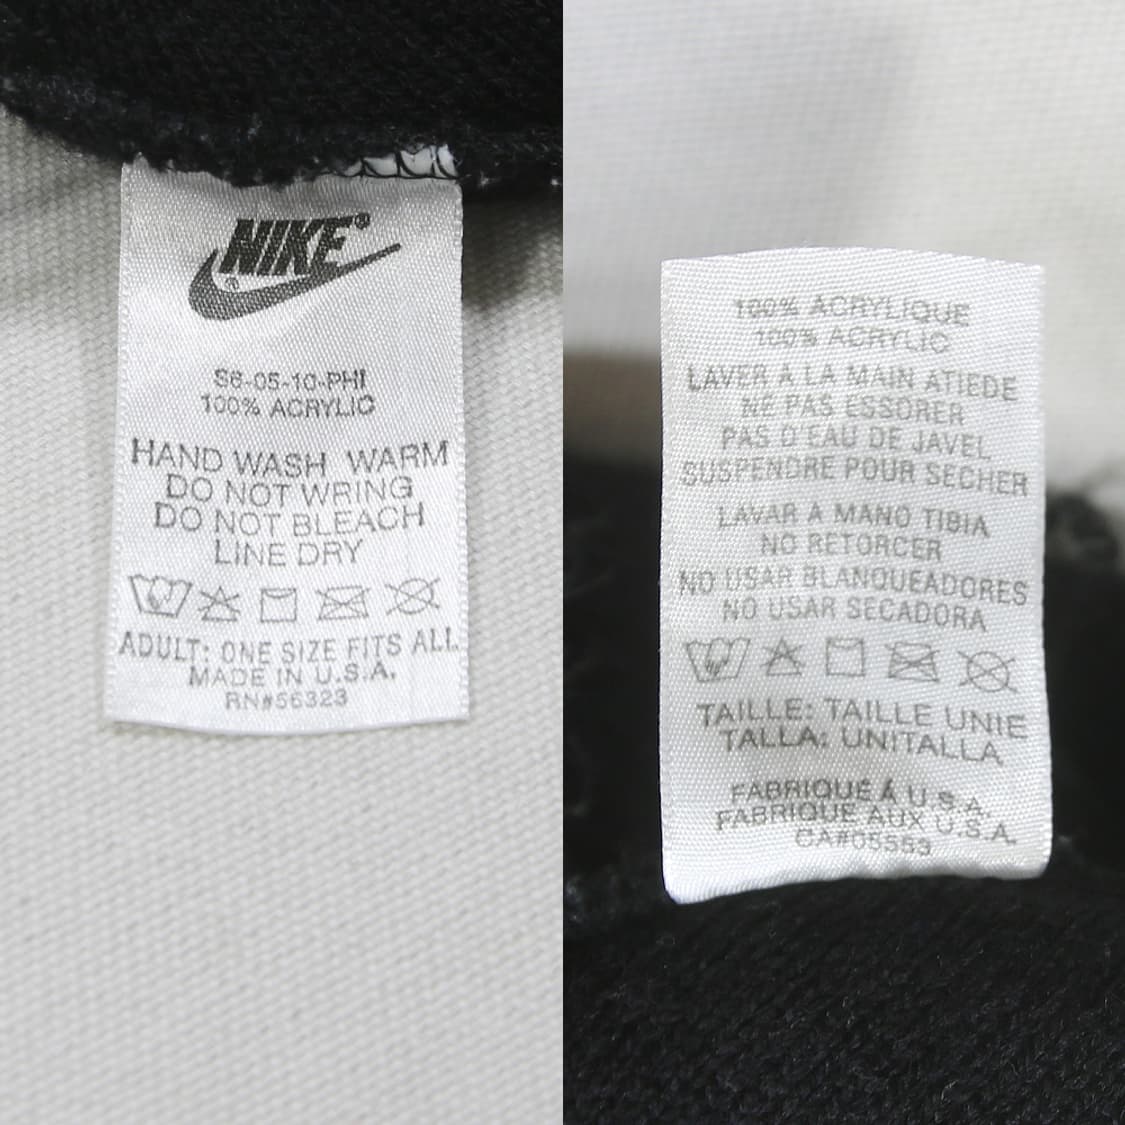 NIKE®
®
S6-05-10-PHI
100% ACRYLIC
HAND WASH WARM
DO NOT WRING
DO NOT BLEACH
LINE DRY
ADULT: ONE SIZE FITS ALL
MADE IN U.S.A.
RN#56323
100% ACRYLIQUE
100% ACRYLIC
LAVER A LA MAIN ATIEDE
NE PAS ESSORER
PAS D'EAU DE JAVEL
SUSPENDRE POUR SECHER
LAVAR A MANO TIBIA
NO RETORCER
NO USAR BLANQUEADORES
NO USAR SECADORA
TAILLE: TAILLE UNIE
TALLA: UNITALLA
FABRIQUÉ Á U.S.A.
FABRIQUE AUX U.S.A.
CA#05553